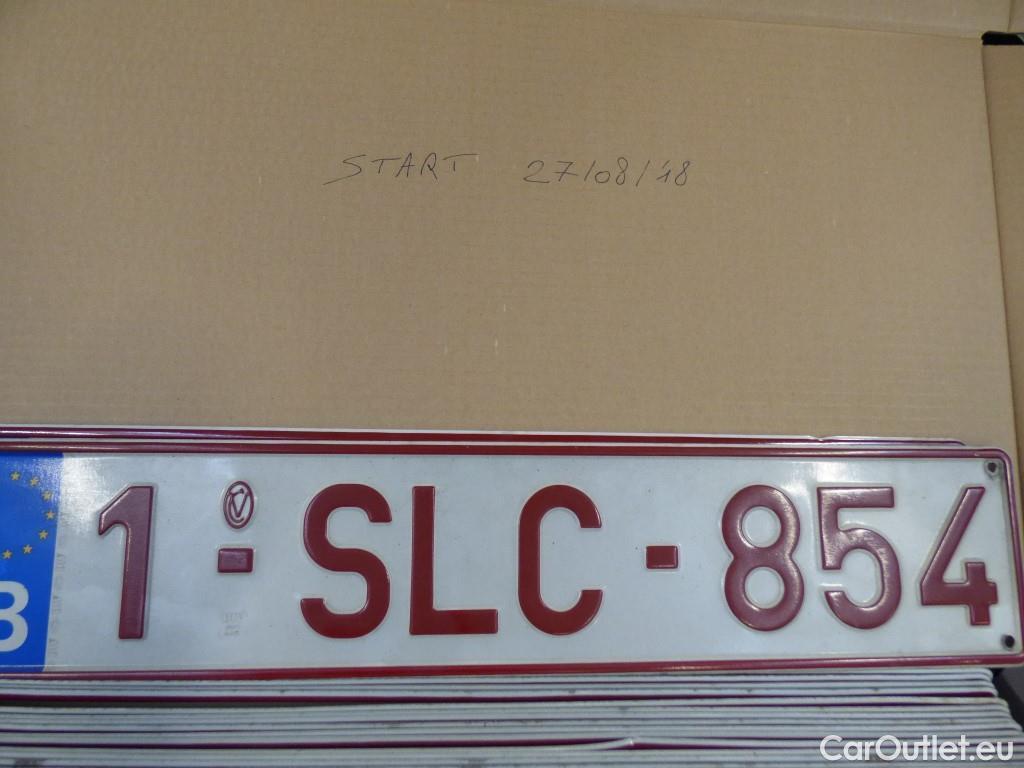 START 27/08/'18
B 1-SLC-854
CarOutlet.eu